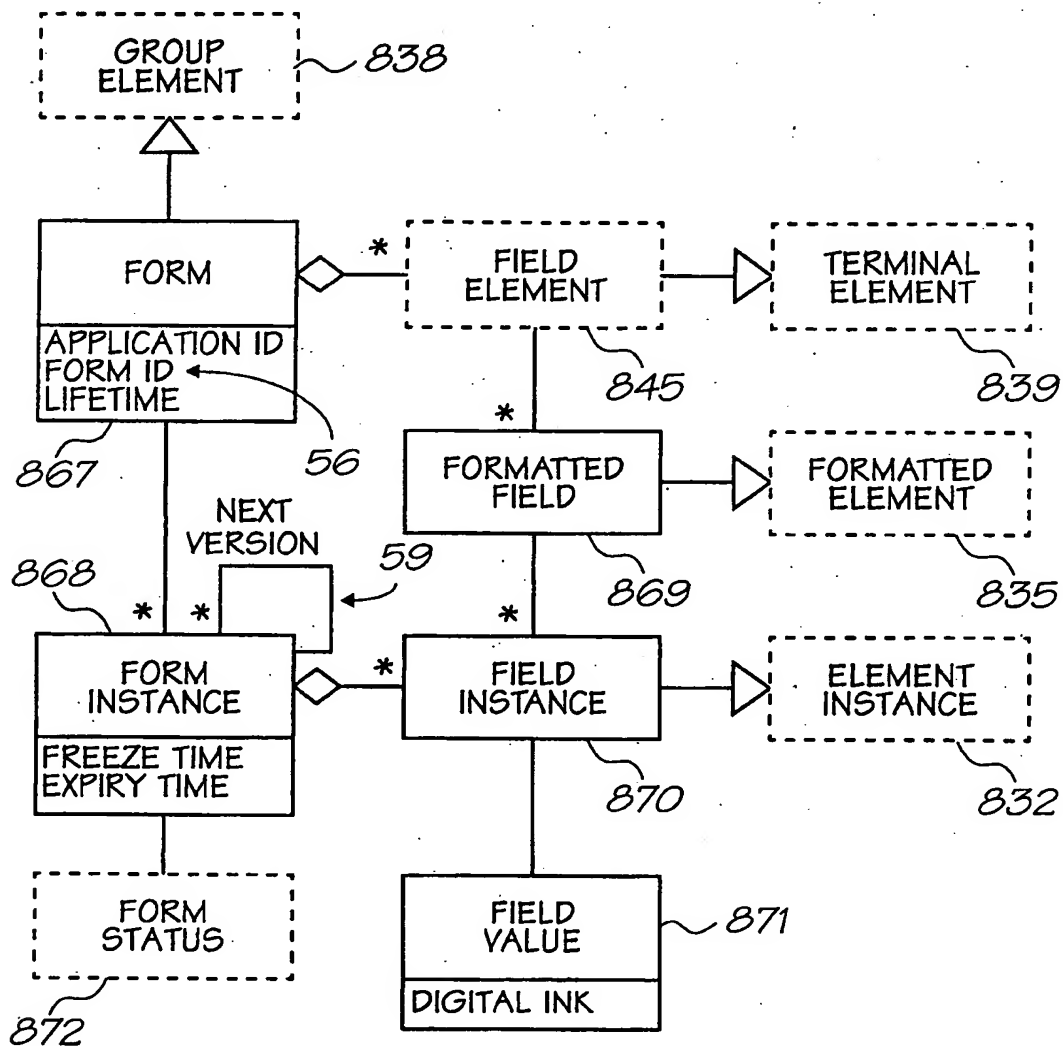 GROUP
ELEMENT
838
FORM
APPLICATION ID
FORM ID
LIFETIME
867
56
*
FIELD
ELEMENT
845
TERMINAL
ELEMENT
839
*
FORMATTED
FIELD
869
FORMATTED
ELEMENT
835
NEXT
VERSION
59
868
*
*
FORM
INSTANCE
FREEZE TIME
EXPIRY TIME
*
*
FIELD
INSTANCE
870
ELEMENT
INSTANCE
832
FORM
STATUS
872
FIELD
VALUE
DIGITAL INK
871